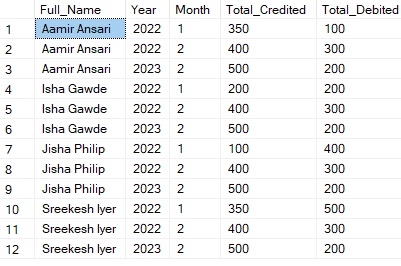 Full_Name Year Month Total_Credited Total_Debited
1 Aamir Ansari 2022 1 350 100
2 Aamir Ansari 2022 2 400 300
3 Aamir Ansari 2023 2 500 200
4 Isha Gawde 2022 1 200 200
5 Isha Gawde 2022 2 400 300
6 Isha Gawde 2023 2 500 200
7 Jisha Philip 2022 1 100 400
8 Jisha Philip 2022 2 400 300
9 Jisha Philip 2023 2 500 200
10 Sreekesh Iyer 2022 1 350 500
11 Sreekesh Iyer 2022 2 400 300
12 Sreekesh Iyer 2023 2 500 200